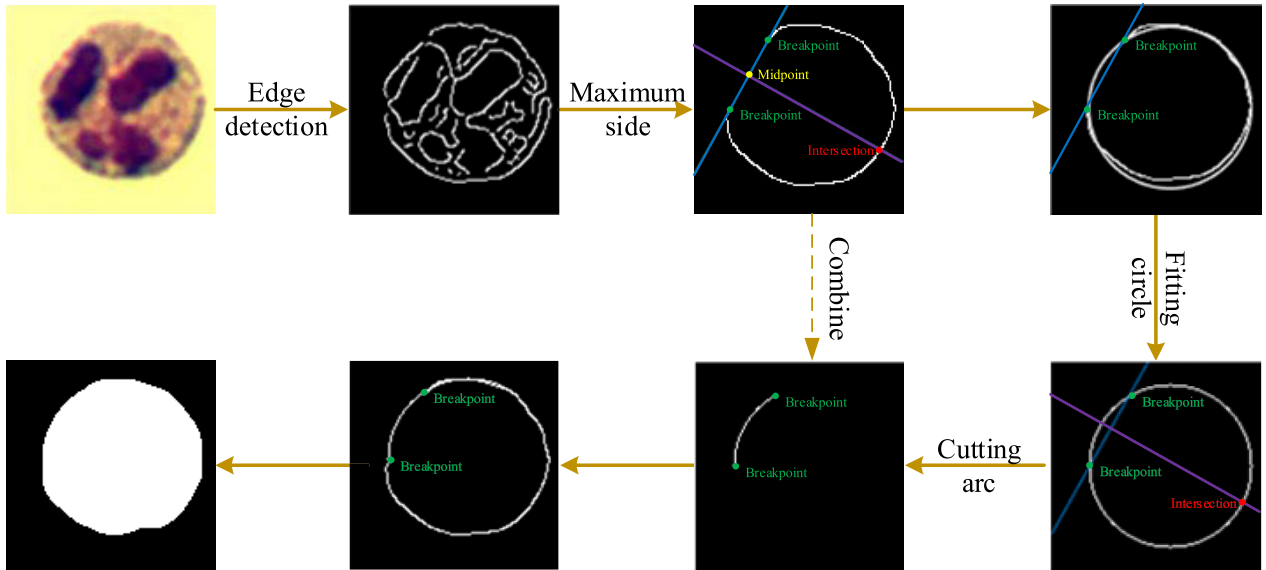 Edge
detection
Maximum
side
Breakpoint
Midpoint
Breakpoint
Intersection
Breakpoint
Breakpoint
Combine
Fitting
circle
Breakpoint
Breakpoint
Breakpoint
Breakpoint
Cutting
arc
Breakpoint
Breakpoint
Intersection